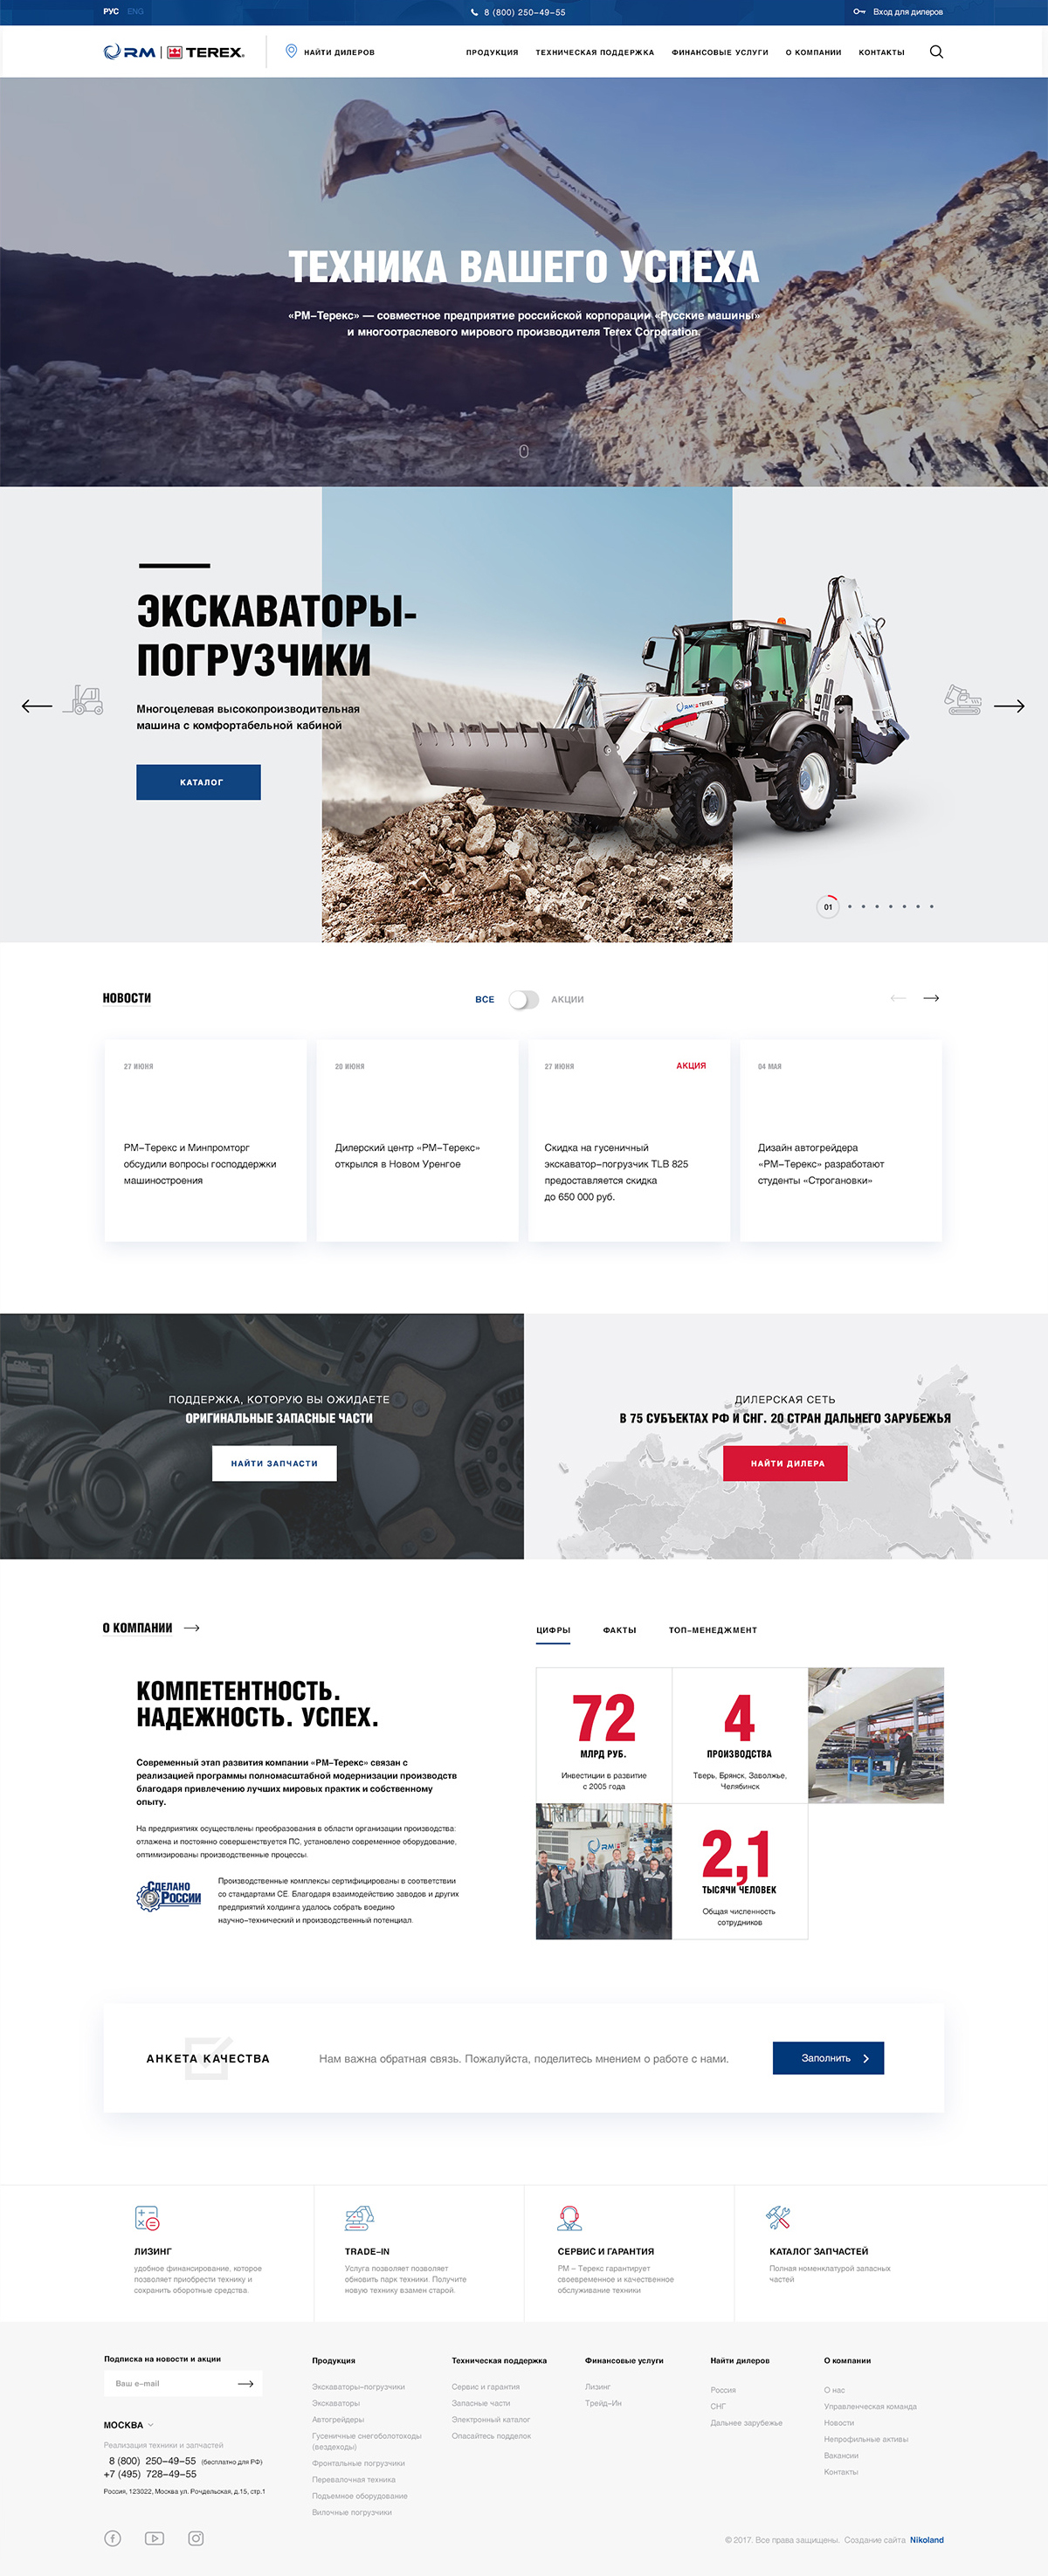 РУС ENG
8 (800) 250-49-55
Вход для дилеров
RM TEREX
НАЙТИ ДИЛЕРОВ
ПРОДУКЦИЯ ТЕХНИЧЕСКАЯ ПОДДЕРЖКА ФИНАНСОВЫЕ УСЛУГИ О КОМПАНИИ КОНТАКТЫ
RM TEREX
ТЕХНИКА ВАШЕГО УСПЕХА
«РМ-Терекс» — совместное предприятие российской корпорации «Русские машины»
и многоотраслевого мирового производителя Terex Corporation.
ЭКСКАВАТОРЫ-
ПОГРУЗЧИКИ
Многоцелевая высокопроизводительная
машина с комфортабельной кабиной
КАТАЛОГ
RM TEREX
01
НОВОСТИ
ВСЕ АКЦИИ
27 ИЮНЯ
РМ-Терекс и Минпромторг
обсудили вопросы господдержки
машиностроения
20 ИЮНЯ
Дилерский центр «РМ-Терекс»
открылся в Новом Уренгое
27 ИЮНЯ АКЦИЯ
Скидка на гусеничный
экскаватор-погрузчик TLB 825
предоставляется скидка
до 650 000 руб.
04 МАЯ
Дизайн автогрейдера
«РМ-Терекс» разработают
студенты «Строгановки»
ПОДДЕРЖКА, КОТОРУЮ ВЫ ОЖИДАЕТЕ
ОРИГИНАЛЬНЫЕ ЗАПАСНЫЕ ЧАСТИ
НАЙТИ ЗАПЧАСТИ
ДИЛЕРСКАЯ СЕТЬ
В 75 СУБЪЕКТАХ РФ И СНГ. 20 СТРАН ДАЛЬНЕГО ЗАРУБЕЖЬЯ
НАЙТИ ДИЛЕРА
О КОМПАНИИ
КОМПЕТЕНТНОСТЬ.
НАДЕЖНОСТЬ. УСПЕХ.
Современный этап развития компании «РМ-Терекс» связан с
реализацией программы полномасштабной модернизации производств
благодаря привлечению лучших мировых практик и собственному
опыту.
На предприятиях осуществлены преобразования в области организации производства:
отлажена и постоянно совершенствуется ПС, установлено современное оборудование,
оптимизированы производственные процессы.
СДЕЛАНО
В РОССИИ
Производственные комплексы сертифицированы в соответствии
со стандартами СЕ. Благодаря взаимодействию заводов и других
предприятий холдинга удалось собрать воедино
научно-технический и производственный потенциал.
ЦИФРЫ ФАКТЫ ТОП-МЕНЕДЖМЕНТ
72
МЛРД РУБ.
Инвестиции в развитие
с 2005 года
4
ПРОИЗВОДСТВА
Тверь, Брянск, Заволжье,
Челябинск
RM
2,1
ТЫСЯЧИ ЧЕЛОВЕК
Общая численность
сотрудников
АНКЕТА КАЧЕСТВА
Нам важна обратная связь. Пожалуйста, поделитесь мнением о работе с нами.
Заполнить
ЛИЗИНГ
удобное финансирование, которое
позволяет приобрести технику и
сохранить оборотные средства.
TRADE-IN
Услуга позволяет позволяет
обновить парк техники. Получите
новую технику взамен старой.
СЕРВИС И ГАРАНТИЯ
РМ - Терекс гарантирует
своевременное и качественное
обслуживание техники
КАТАЛОГ ЗАПЧАСТЕЙ
Полная номенклатурой запасных
частей
Подписка на новости и акции
Ваш e-mail
МОСКВА
Реализация техники и запчастей
8 (800) 250-49-55 (бесплатно для РФ)
+7 (495) 728-49-55
Россия, 123022, Москва ул. Рочдельская, д.15, стр.1
Продукция
Экскаваторы-погрузчики
Экскаваторы
Автогрейдеры
Гусеничные снегоболотоходы
(вездеходы)
Фронтальные погрузчики
Перевалочная техника
Подъемное оборудование
Вилочные погрузчики
Техническая поддержка
Сервис и гарантия
Запасные части
Электронный каталог
Опасайтесь подделок
Финансовые услуги
Лизинг
Трейд-Ин
Найти дилеров
Россия
СНГ
Дальнее зарубежье
О компании
О нас
Управленческая команда
Новости
Непрофильные активы
Вакансии
Контакты
© 2017. Все права защищены. Создание сайта Nikoland